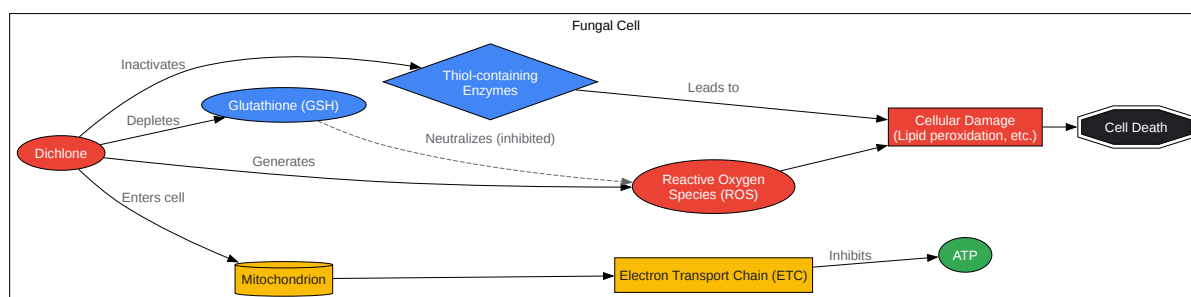 Fungal Cell
Inactivates
Thiol-containing
Enzymes
Leads to
Glutathione (GSH)
Depletes
Cellular Damage
(Lipid peroxidation, etc.)
Cell Death
Neutralizes (inhibited)
Dichlone
Generates
Reactive Oxygen
Species (ROS)
Enters cell
Mitochondrion
Electron Transport Chain (ETC)
Inhibits
ATP